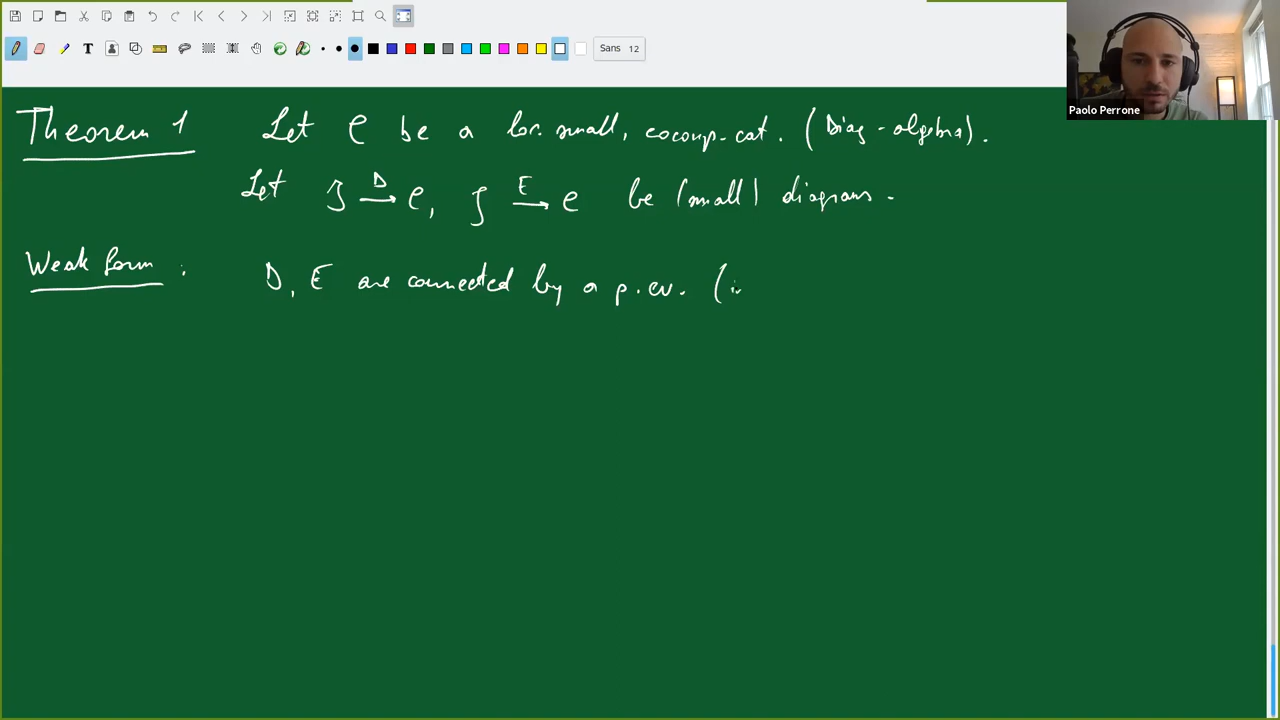 Sans 12
Paolo Perrone
Theorem 1 Let C be a loc. small, cocomp. cat. (Diag-algebra).
Let J D→ C, J E→ C be (small) diagrams.
Weak form: D, E are connected by a p. ev. (i